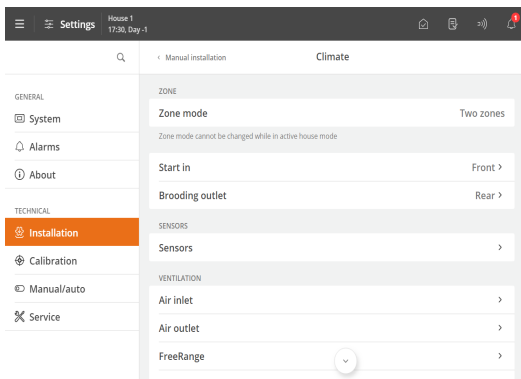 Settings
House 1
17:30, Day -1
1
Manual installation
Climate
GENERAL
System
Alarms
About
TECHNICAL
Installation
Calibration
Manual/auto
Service
ZONE
Zone mode Two zones
Zone mode cannot be changed while in active house mode
Start in Front
Brooding outlet Rear
SENSORS
Sensors
VENTILATION
Air inlet
Air outlet
FreeRange